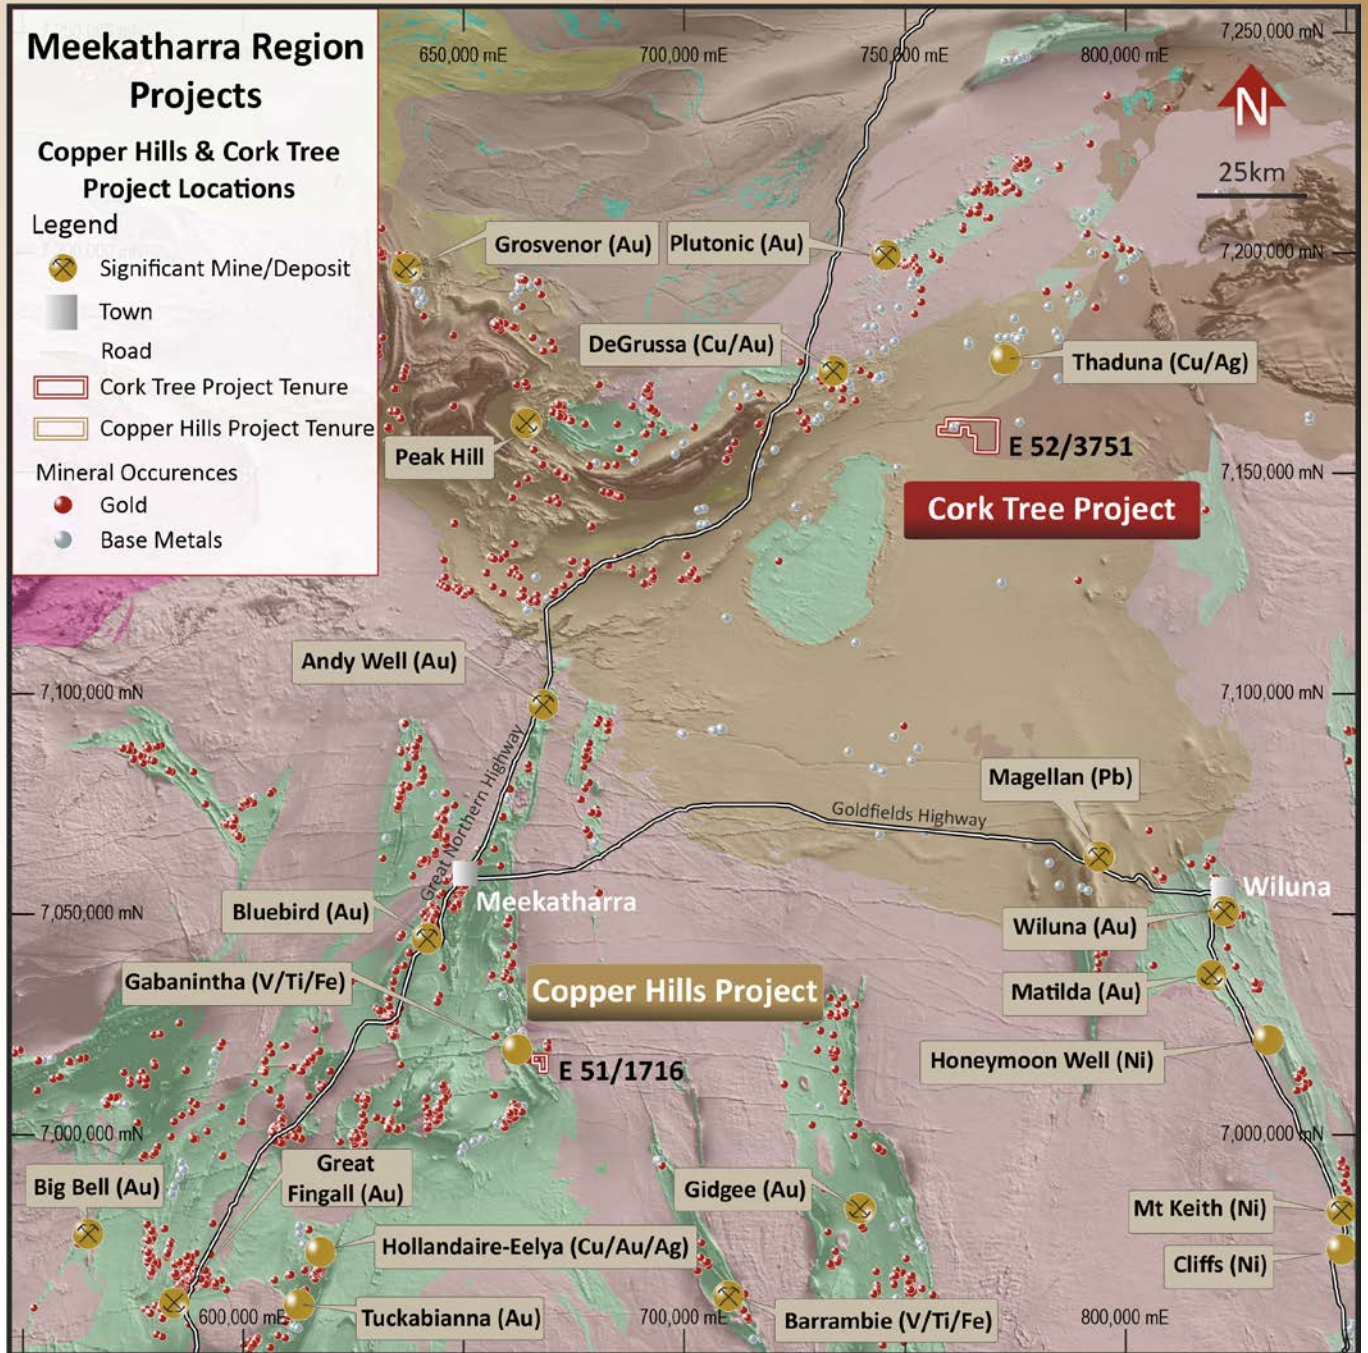 Meekatharra Region
Projects
Copper Hills & Cork Tree
Project Locations
Legend
Significant Mine/Deposit
Town
Road
Cork Tree Project Tenure
Copper Hills Project Tenure
Mineral Occurences
Gold
Base Metals
650,000 mE
700,000 mE
750,000 mE
800,000 mE
7,250,000 mN
N
25km
Grosvenor (Au)
Plutonic (Au)
7,200,000 mN
DeGrussa (Cu/Au)
Thaduna (Cu/Ag)
Peak Hill
E 52/3751
7,150,000 mN
Cork Tree Project
Andy Well (Au)
7,100,000 mN
7,100,000 mN
Great Northern Highway
Magellan (Pb)
Goldfields Highway
Meekatharra
Wiluna
Bluebird (Au)
7,050,000 mN
Wiluna (Au)
Gabanintha (V/Ti/Fe)
Copper Hills Project
Matilda (Au)
Honeymoon Well (Ni)
E 51/1716
7,000,000 mN
7,000,000 mN
Big Bell (Au)
Great
Fingall (Au)
Gidgee (Au)
Mt Keith (Ni)
Hollandaire-Eelya (Cu/Au/Ag)
Cliffs (Ni)
600,000 mE
Tuckabianna (Au)
700,000 mE
Barrambie (V/Ti/Fe)
800,000 mE